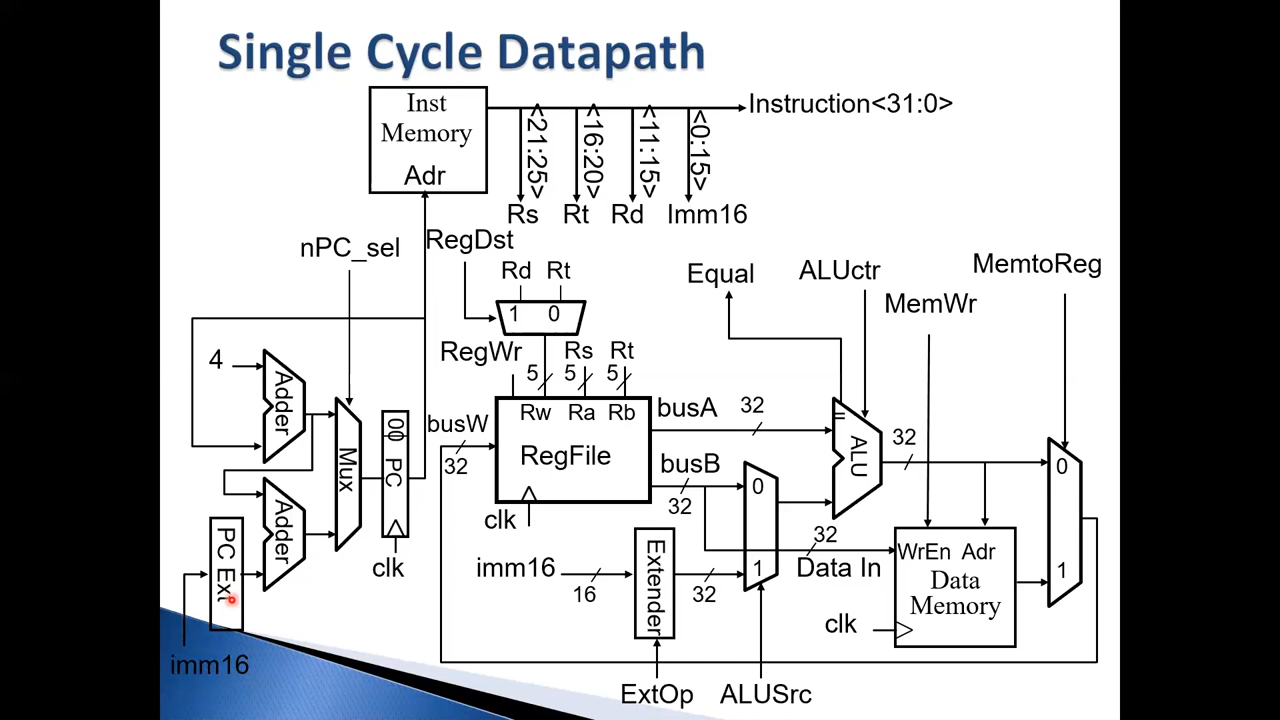 Single Cycle Datapath
Inst
Memory
Adr
Instruction<31:0>
<21:25>
<16:20>
<11:15>
<0:15>
Rs
Rt
Rd
Imm16
nPC_sel
RegDst
Rd
Rt
1
0
Equal
ALUctr
MemtoReg
MemWr
4
Adder
Adder
Mux
00
PC
clk
PC Ext
imm16
RegWr
5
Rs
5
Rt
5
busW
32
Rw
Ra
Rb
RegFile
clk
busA
32
busB
32
0
1
=
ALU
32
0
1
imm16
16
Extender
32
32
Data In
WrEn
Adr
Data
Memory
clk
ExtOp
ALUSrc